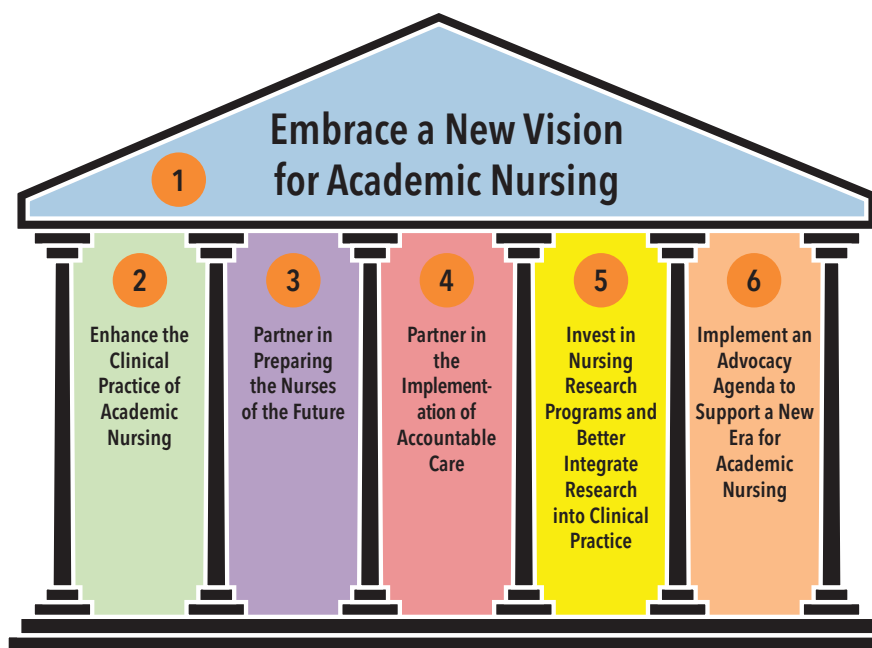 Embrace a New Vision
for Academic Nursing
1
2
Enhance the
Clinical
Practice of
Academic
Nursing
3
Partner in
Preparing
the Nurses
of the Future
4
Partner in
the
Implement-
ation of
Accountable
Care
5
Invest in
Nursing
Research
Programs and
Better
Integrate
Research
into Clinical
Practice
6
Implement an
Advocacy
Agenda to
Support a New
Era for
Academic
Nursing